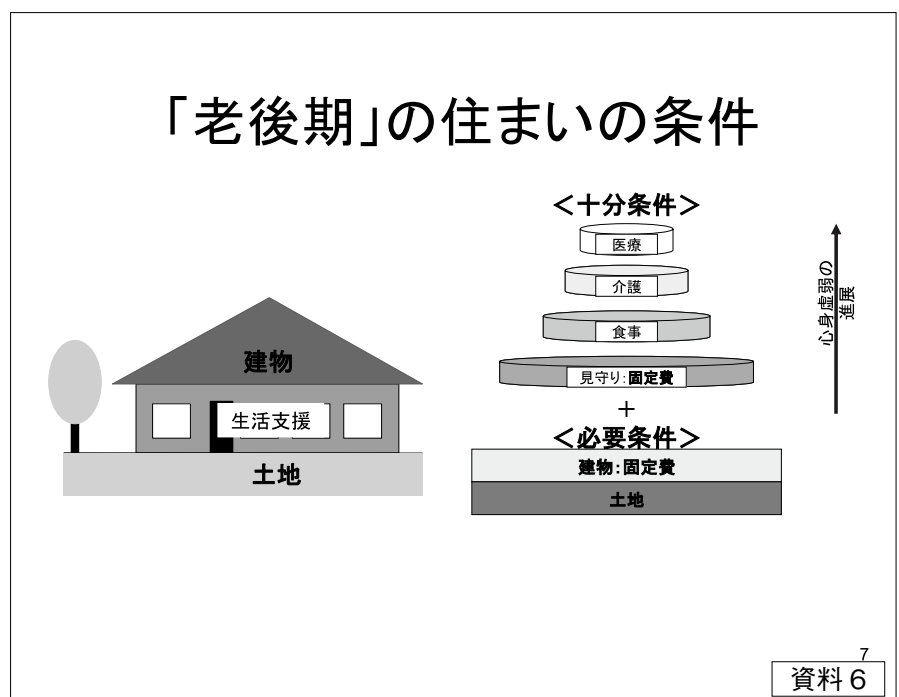 「老後期」の住まいの条件
建物
生活支援
土地
＜十分条件＞
医療
介護
食事
見守り：固定費
＋
＜必要条件＞
建物：固定費
土地
心身虚弱の
進展
7
資料６